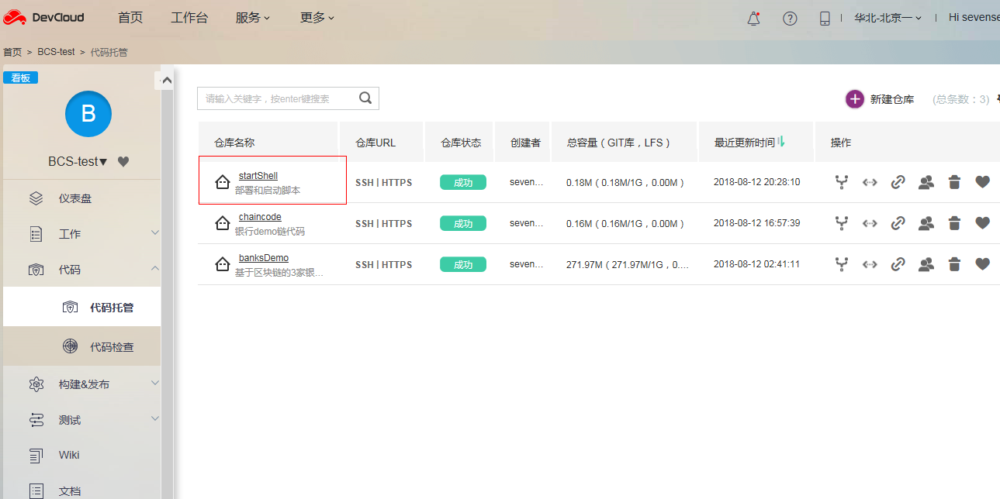 DevCloud 首页 工作台 服务 更多 华北-北京一 | Hi sevense
首页 > BCS-test > 代码托管
看板
B
BCS-test
仪表盘
工作
代码
代码托管
代码检查
构建&发布
测试
Wiki
文档
请输入关键字，按enter键搜索
新建仓库 (总条数：3)
仓库名称 仓库URL 仓库状态 创建者 总容量（GIT库，LFS） 最近更新时间 操作
startShell
部署和启动脚本
SSH | HTTPS 成功 seven... 0.18M（0.18M/1G，0.00M） 2018-08-12 20:28:10
chaincode
银行demo链代码
SSH | HTTPS 成功 seven... 0.16M（0.16M/1G，0.00M） 2018-08-12 16:57:39
banksDemo
基于区块链的3家银...
SSH | HTTPS 成功 seven... 271.97M（271.97M/1G，0.... 2018-08-12 02:41:11